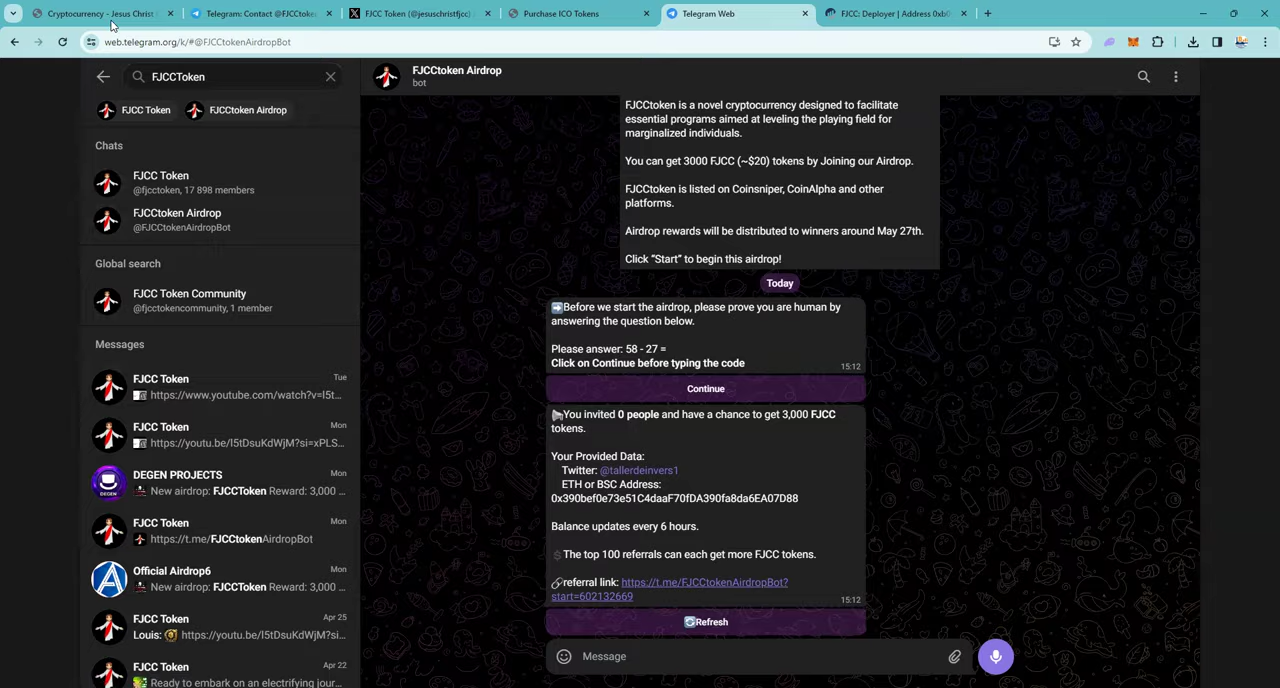 Cryptocurrency - Jesus Christ
Telegram: Contact @FJCCtoke
FJCC Token (@jesuschristfjcc)
Purchase ICO Tokens
Telegram Web
FJCC: Deployer | Address 0xb0
web.telegram.org/k/#@FJCCtokenAirdropBot
FJCCToken
FJCC Token
FJCCtoken Airdrop
Chats
FJCC Token
@fjcctoken, 17 898 members
FJCCtoken Airdrop
@FJCCtokenAirdropBot
Global search
FJCC Token Community
@fjcctokencommunity, 1 member
Messages
FJCC Token
Tue
https://www.youtube.com/watch?v=I5t...
FJCC Token
Mon
https://youtu.be/I5tDsuKdWjM?si=xPLS...
DEGEN PROJECTS
Mon
New airdrop: FJCCToken Reward: 3,000 ...
FJCC Token
Mon
https://t.me/FJCCtokenAirdropBot
Official Airdrop6
Mon
New airdrop: FJCCToken Reward: 3,000 ...
FJCC Token
Apr 25
Louis: https://youtu.be/I5tDsuKdWjM?si...
FJCC Token
Apr 22
Ready to embark on an electrifying jour...
FJCCtoken Airdrop
bot
FJCCtoken is a novel cryptocurrency designed to facilitate
essential programs aimed at leveling the playing field for
marginalized individuals.
You can get 3000 FJCC (~$20) tokens by Joining our Airdrop.
FJCCtoken is listed on Coinsniper, CoinAlpha and other
platforms.
Airdrop rewards will be distributed to winners around May 27th.
Click “Start” to begin this airdrop!
Today
Before we start the airdrop, please prove you are human by
answering the question below.
Please answer: 58 - 27 =
Click on Continue before typing the code
15:12
Continue
You invited 0 people and have a chance to get 3,000 FJCC
tokens.
Your Provided Data:
Twitter: @tallerdeinvers1
ETH or BSC Address:
0x390bef0e73e51C4daaF70fDA390fa8da6EA07D88
Balance updates every 6 hours.
The top 100 referrals can each get more FJCC tokens.
referral link: https://t.me/FJCCtokenAirdropBot?
start=602132669
15:12
Refresh
Message